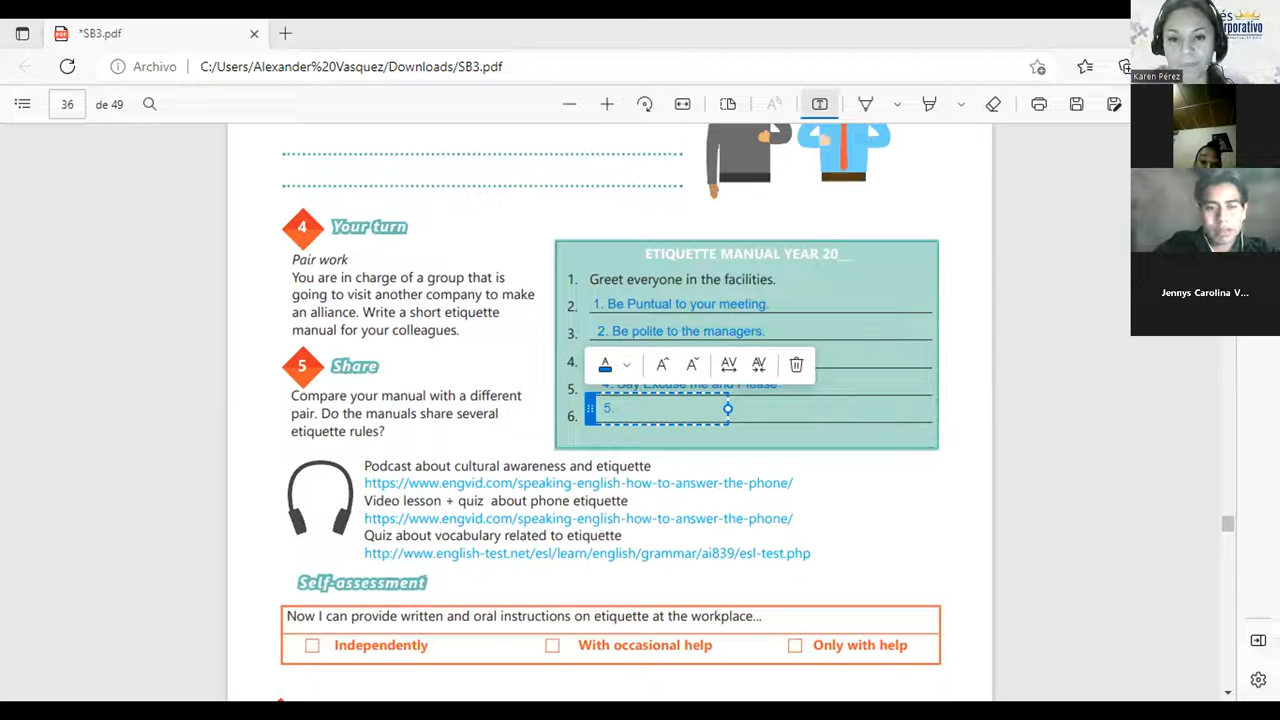 *SB3.pdf
Archivo
C:/Users/Alexander%20Vasquez/Downloads/SB3.pdf
36 de 49
Karen Pérez
Jennys Carolina V...
4 Your turn
Pair work
You are in charge of a group that is
going to visit another company to make
an alliance. Write a short etiquette
manual for your colleagues.
5 Share
Compare your manual with a different
pair. Do the manuals share several
etiquette rules?
ETIQUETTE MANUAL YEAR 20__
1. Greet everyone in the facilities.
2. 1. Be Puntual to your meeting.
3. 2. Be polite to the managers.
4.
5. 4. Say Excuse me and Please
6. 5.
Podcast about cultural awareness and etiquette
https://www.engvid.com/speaking-english-how-to-answer-the-phone/
Video lesson + quiz about phone etiquette
https://www.engvid.com/speaking-english-how-to-answer-the-phone/
Quiz about vocabulary related to etiquette
http://www.english-test.net/esl/learn/english/grammar/ai839/esl-test.php
Self-assessment
Now I can provide written and oral instructions on etiquette at the workplace...
Independently
With occasional help
Only with help